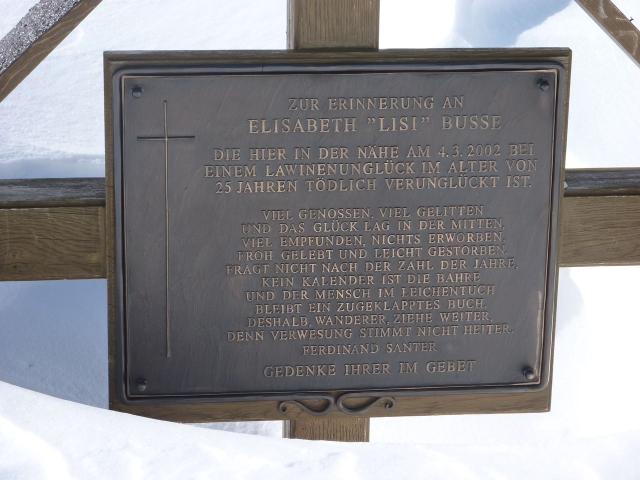 ZUR ERINNERUNG AN
ELISABETH "LISI" BUSSE
DIE HIER IN DER NÄHE AM 4.3.2002 BEI
EINEM LAWINENUNGLÜCK IM ALTER VON
25 JAHREN TÖDLICH VERUNGLÜCKT IST.
VIEL GENOSSEN, VIEL GELITTEN
UND DAS GLÜCK LAG IN DER MITTEN,
VIEL EMPFUNDEN, NICHTS ERWORBEN,
FROH GELEBT UND LEICHT GESTORBEN.
FRAGT NICHT NACH DER ZAHL DER JAHRE,
KEIN KALENDER IST DIE BAHRE
UND DER MENSCH IM LEICHENTUCH
BLEIBT EIN ZUGEKLAPPTES BUCH.
DESHALB, WANDERER, ZIEHE WEITER,
DENN VERWESUNG STIMMT NICHT HEITER.
FERDINAND SANTER
GEDENKE IHRER IM GEBET